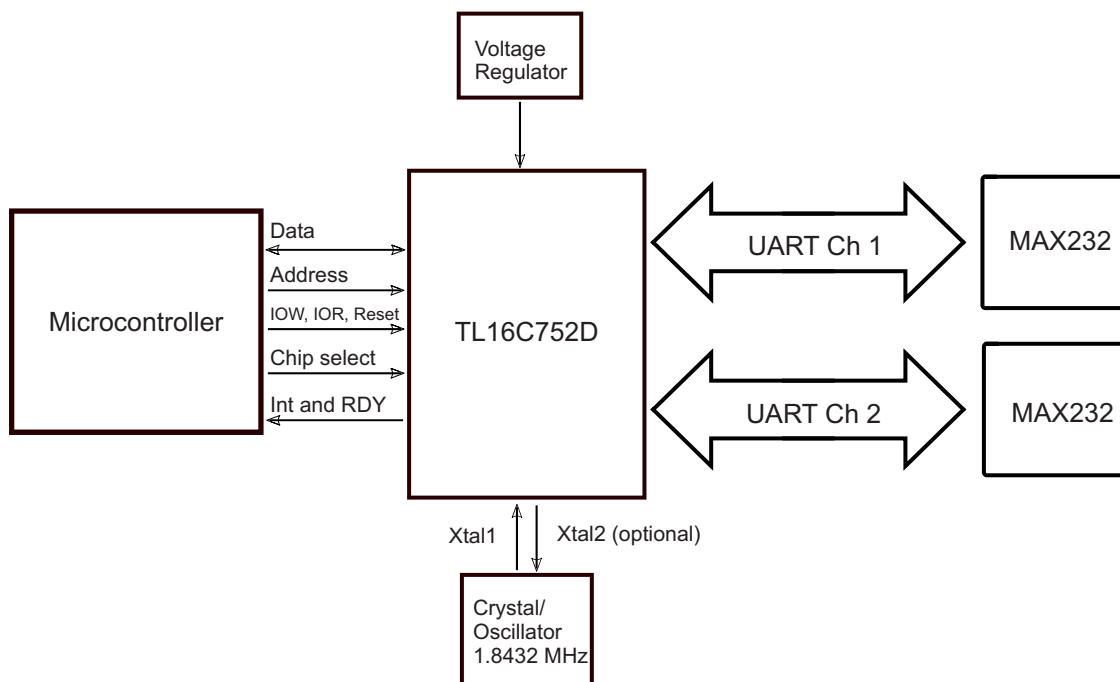 Voltage
Regulator
Data
Address
IOW, IOR, Reset
Chip select
Int and RDY
Microcontroller
TL16C752D
UART Ch 1
MAX232
UART Ch 2
MAX232
Xtal1
Xtal2 (optional)
Crystal/
Oscillator
1.8432 MHz